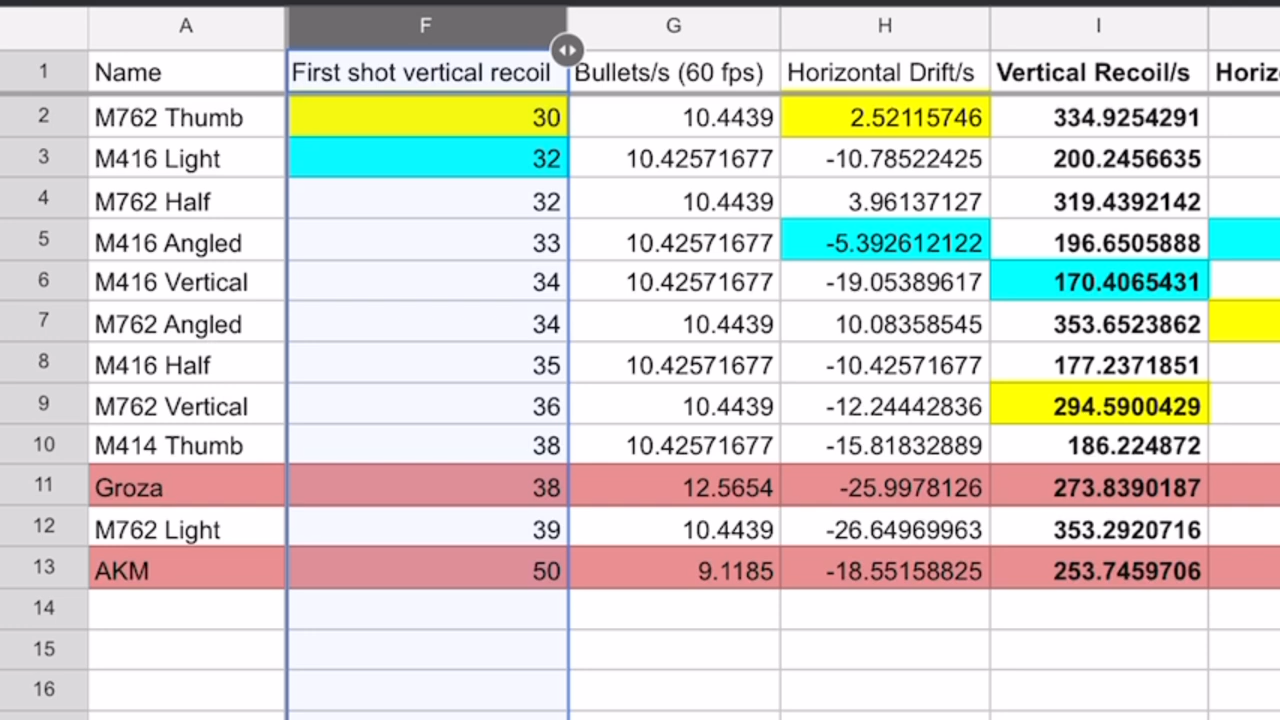 A F G H I
1 Name First shot vertical recoil Bullets/s (60 fps) Horizontal Drift/s Vertical Recoil/s
2 M762 Thumb 30 10.4439 2.52115746 334.9254291
3 M416 Light 32 10.42571677 -10.78522425 200.2456635
4 M762 Half 32 10.4439 3.96137127 319.4392142
5 M416 Angled 33 10.42571677 -5.392612122 196.6505888
6 M416 Vertical 34 10.42571677 -19.05389617 170.4065431
7 M762 Angled 34 10.4439 10.08358545 353.6523862
8 M416 Half 35 10.42571677 -10.42571677 177.2371851
9 M762 Vertical 36 10.4439 -12.24442836 294.5900429
10 M414 Thumb 38 10.42571677 -15.81832889 186.224872
11 Groza 38 12.5654 -25.9978126 273.8390187
12 M762 Light 39 10.4439 -26.64969963 353.2920716
13 AKM 50 9.1185 -18.55158825 253.7459706
14
15
16